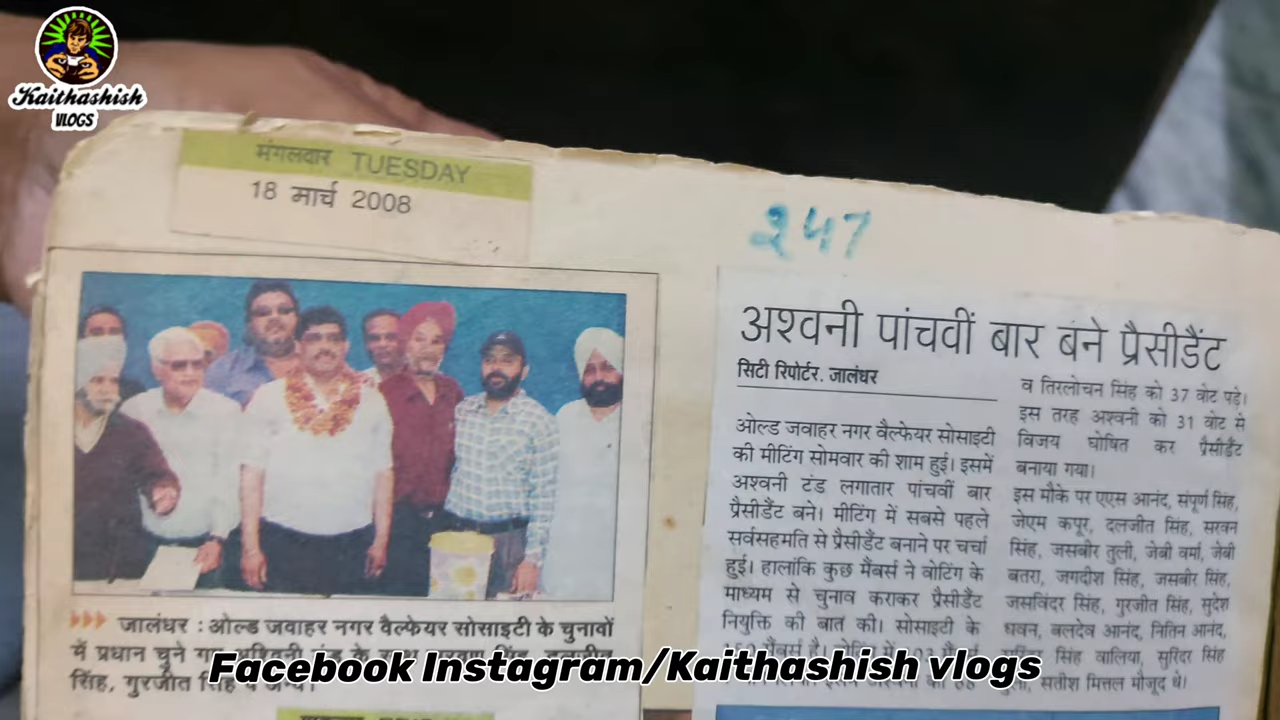 Kaithashish
VLOGS
मंगलवार TUESDAY
18 मार्च 2008
247
जालंधर : ओल्ड जवाहर नगर वैल्फेयर सोसाइटी के चुनावों
में प्रधान चुने
सिंह, गुरजीत सिंह
अश्वनी पांचवीं बार बने प्रैसीडैंट
सिटी रिपोर्टर. जालंधर
ओल्ड जवाहर नगर वैल्फेयर सोसाइटी
की मीटिंग सोमवार की शाम हुई। इसमें
अश्वनी टंड लगातार पांचवीं बार
प्रैसीडैंट बने। मीटिंग में सबसे पहले
सर्वसहमति से प्रैसीडैंट बनाने पर चर्चा
हुई। हालांकि कुछ मैंबर्स ने वोटिंग के
माध्यम से चुनाव कराकर प्रैसीडैंट
नियुक्ति की बात की। सोसाइटी के
व तिरलोचन सिंह को 37 वोट पड़े।
इस तरह अश्वनी को 31 वोट से
विजय घोषित कर प्रैसीडैंट
बनाया गया।
इस मौके पर एएस आनंद, संपूर्ण सिंह,
जेएम कपूर, दलजीत सिंह, सरवन
सिंह, जसबीर तुली, जेबी वर्मा, जेबी
बतरा, जगदीश सिंह, जसबीर सिंह,
जसविंदर सिंह, गुरजीत सिंह, सुदेश
धवन, बलदेव आनंद, नितिन आनंद,
सिंह वालिया, सुरिंदर सिंह
सतीश मित्तल मौजूद थे।
Facebook Instagram/Kaithashish vlogs